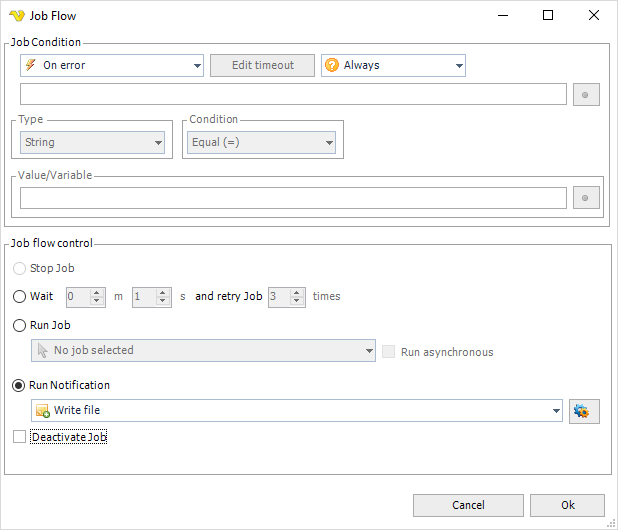 Job Flow
Job Condition
On error Edit timeout Always
Type Condition
String Equal (=)
Value/Variable
Job flow control
Stop Job
Wait 0 m 1 s and retry Job 3 times
Run Job
No job selected Run asynchronous
Run Notification
Write file
Deactivate Job
Cancel Ok